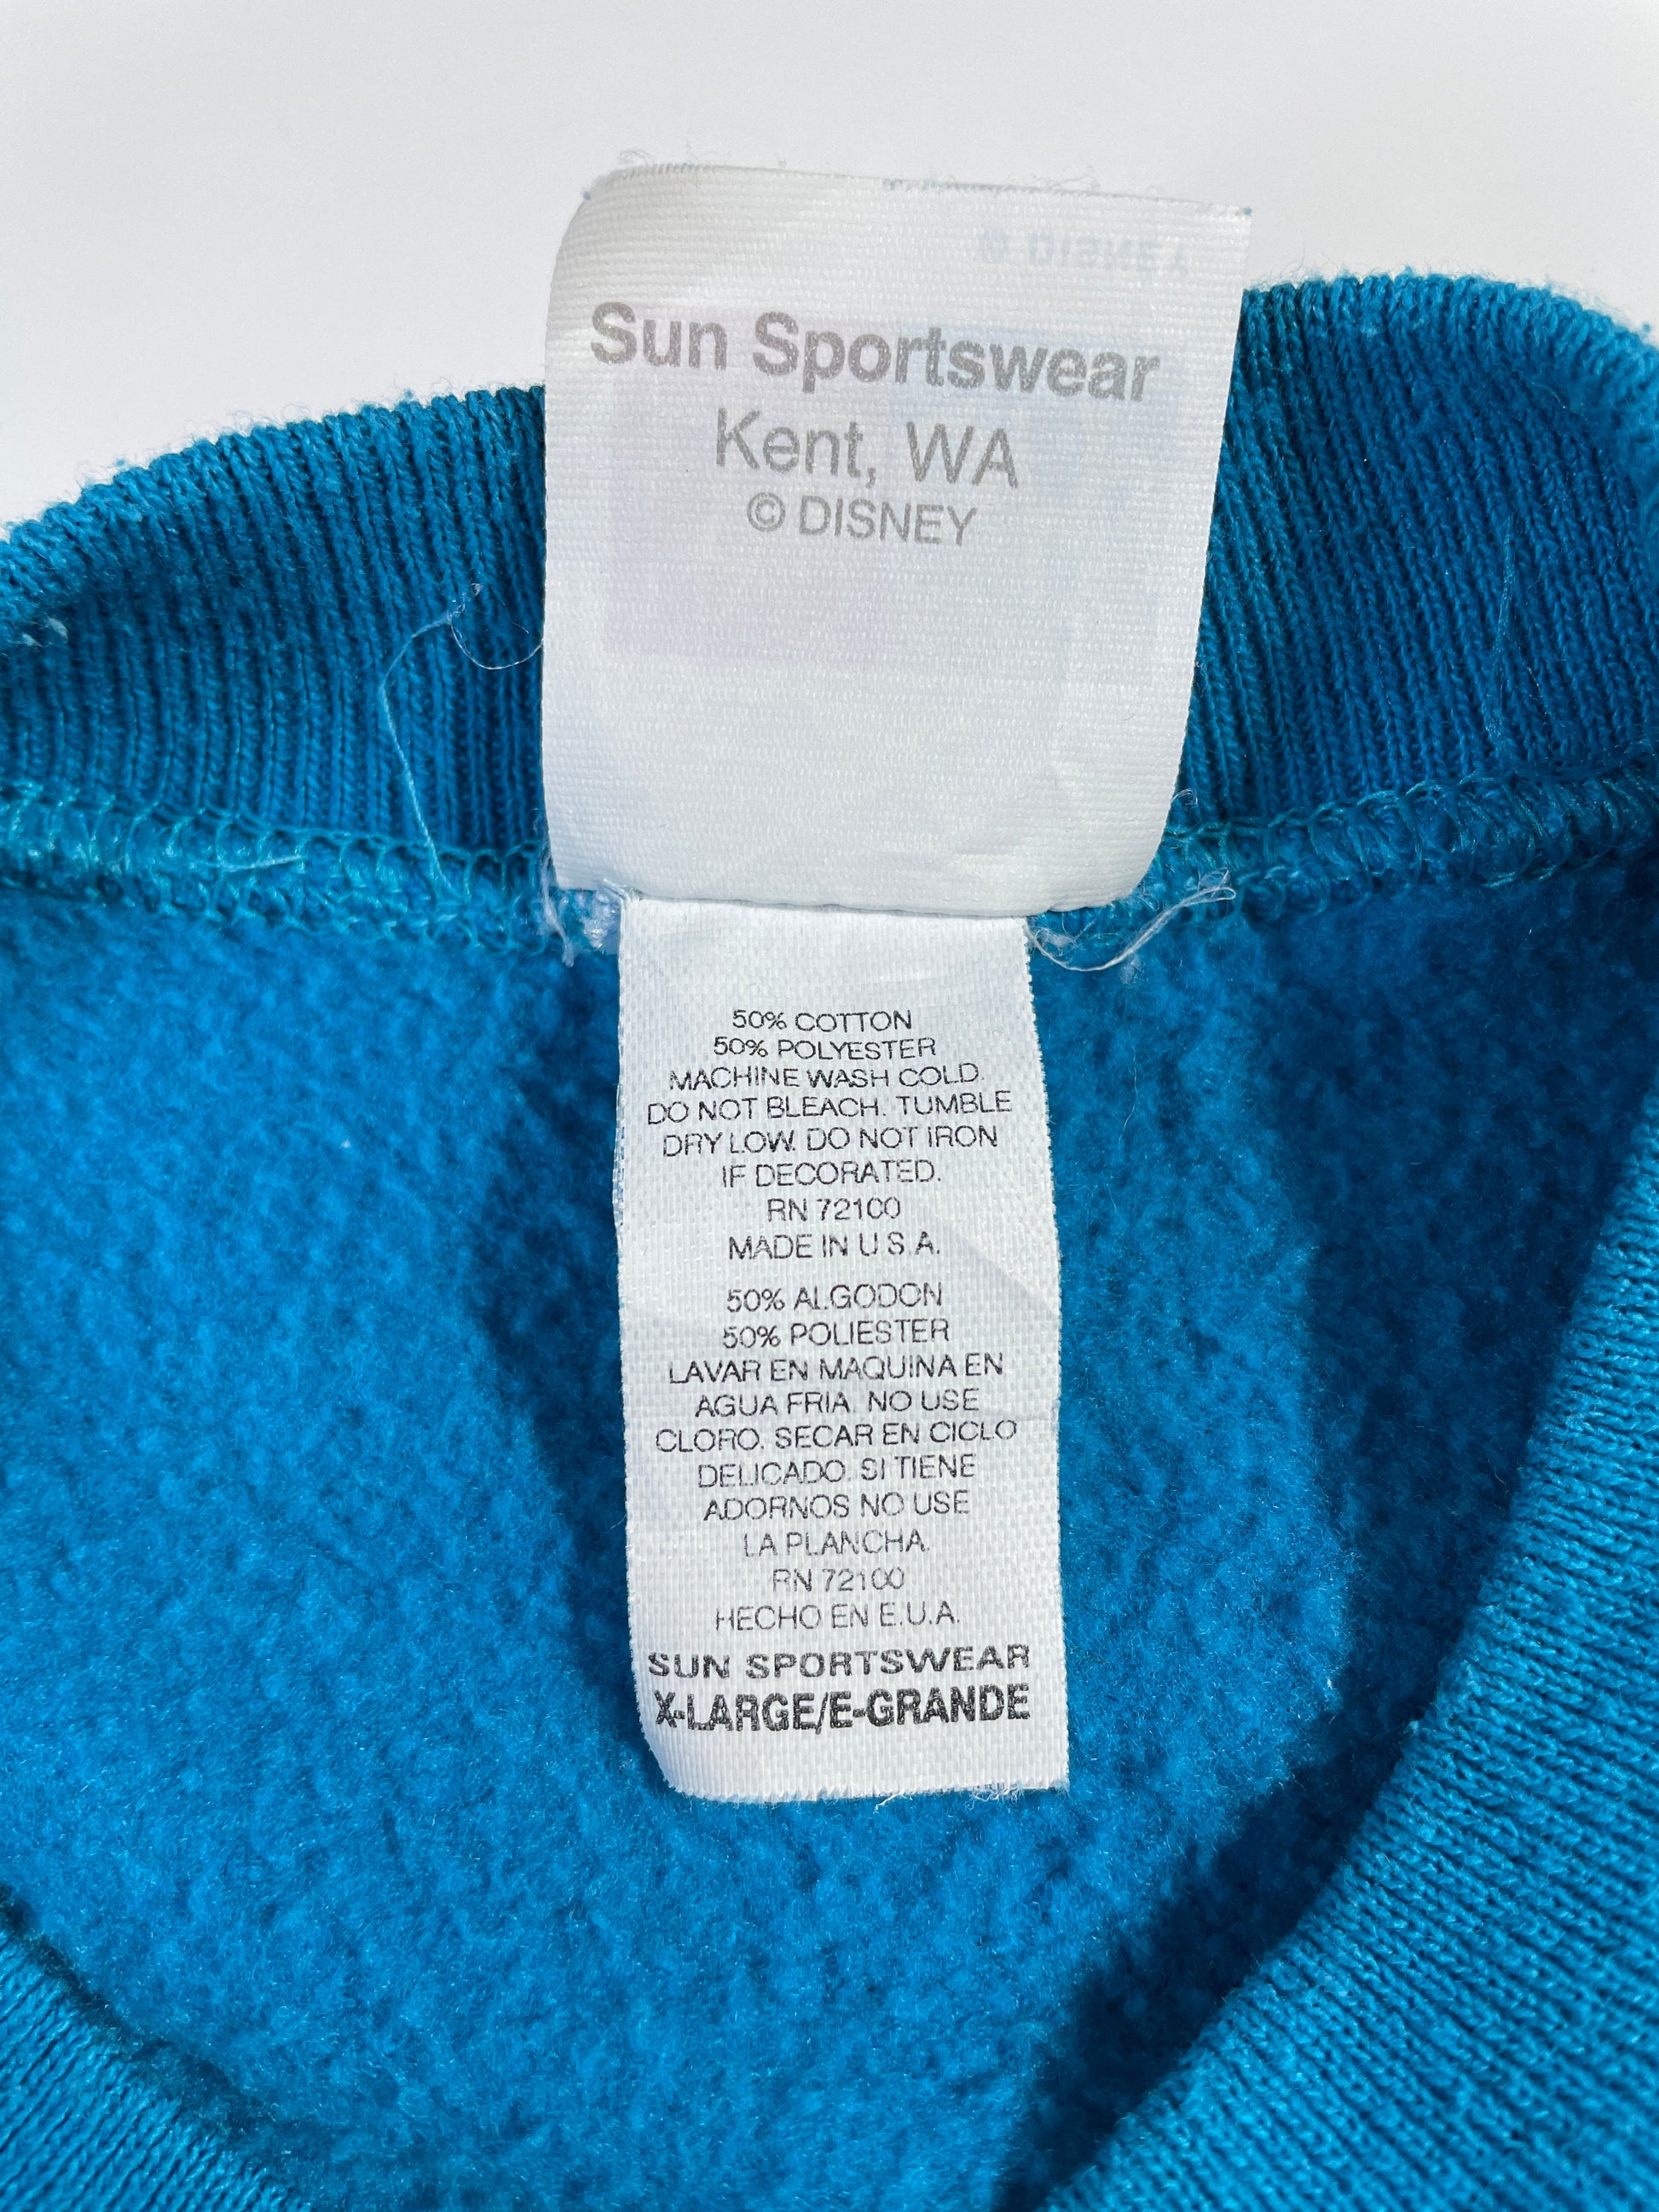 © DISNEY
Sun Sportswear
Kent, WA
© DISNEY
50% COTTON
50% POLYESTER
MACHINE WASH COLD.
DO NOT BLEACH. TUMBLE
DRY LOW. DO NOT IRON
IF DECORATED.
RN 72100
MADE IN U.S.A.
50% ALGODON
50% POLIESTER
LAVAR EN MAQUINA EN
AGUA FRIA. NO USE
CLORO. SECAR EN CICLO
DELICADO. SI TIENE
ADORNOS NO USE
LA PLANCHA.
RN 72100
HECHO EN E.U.A.
SUN SPORTSWEAR
X-LARGE/E-GRANDE